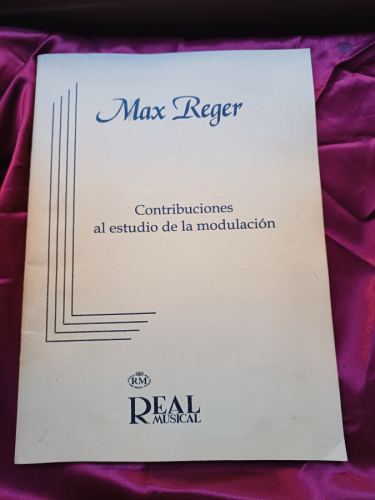 Max Reger
Contribuciones
al estudio de la modulación
RM
REAL
MUSICAL